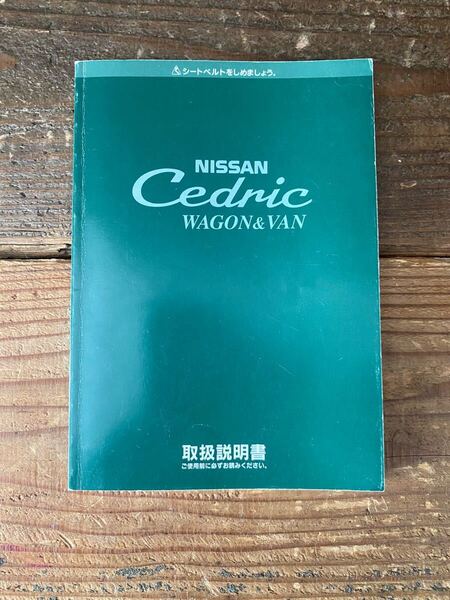 シートベルトをしめましょう。
NISSAN
Cedric
WAGON&VAN
取扱説明書
ご使用前に必ずお読みください。